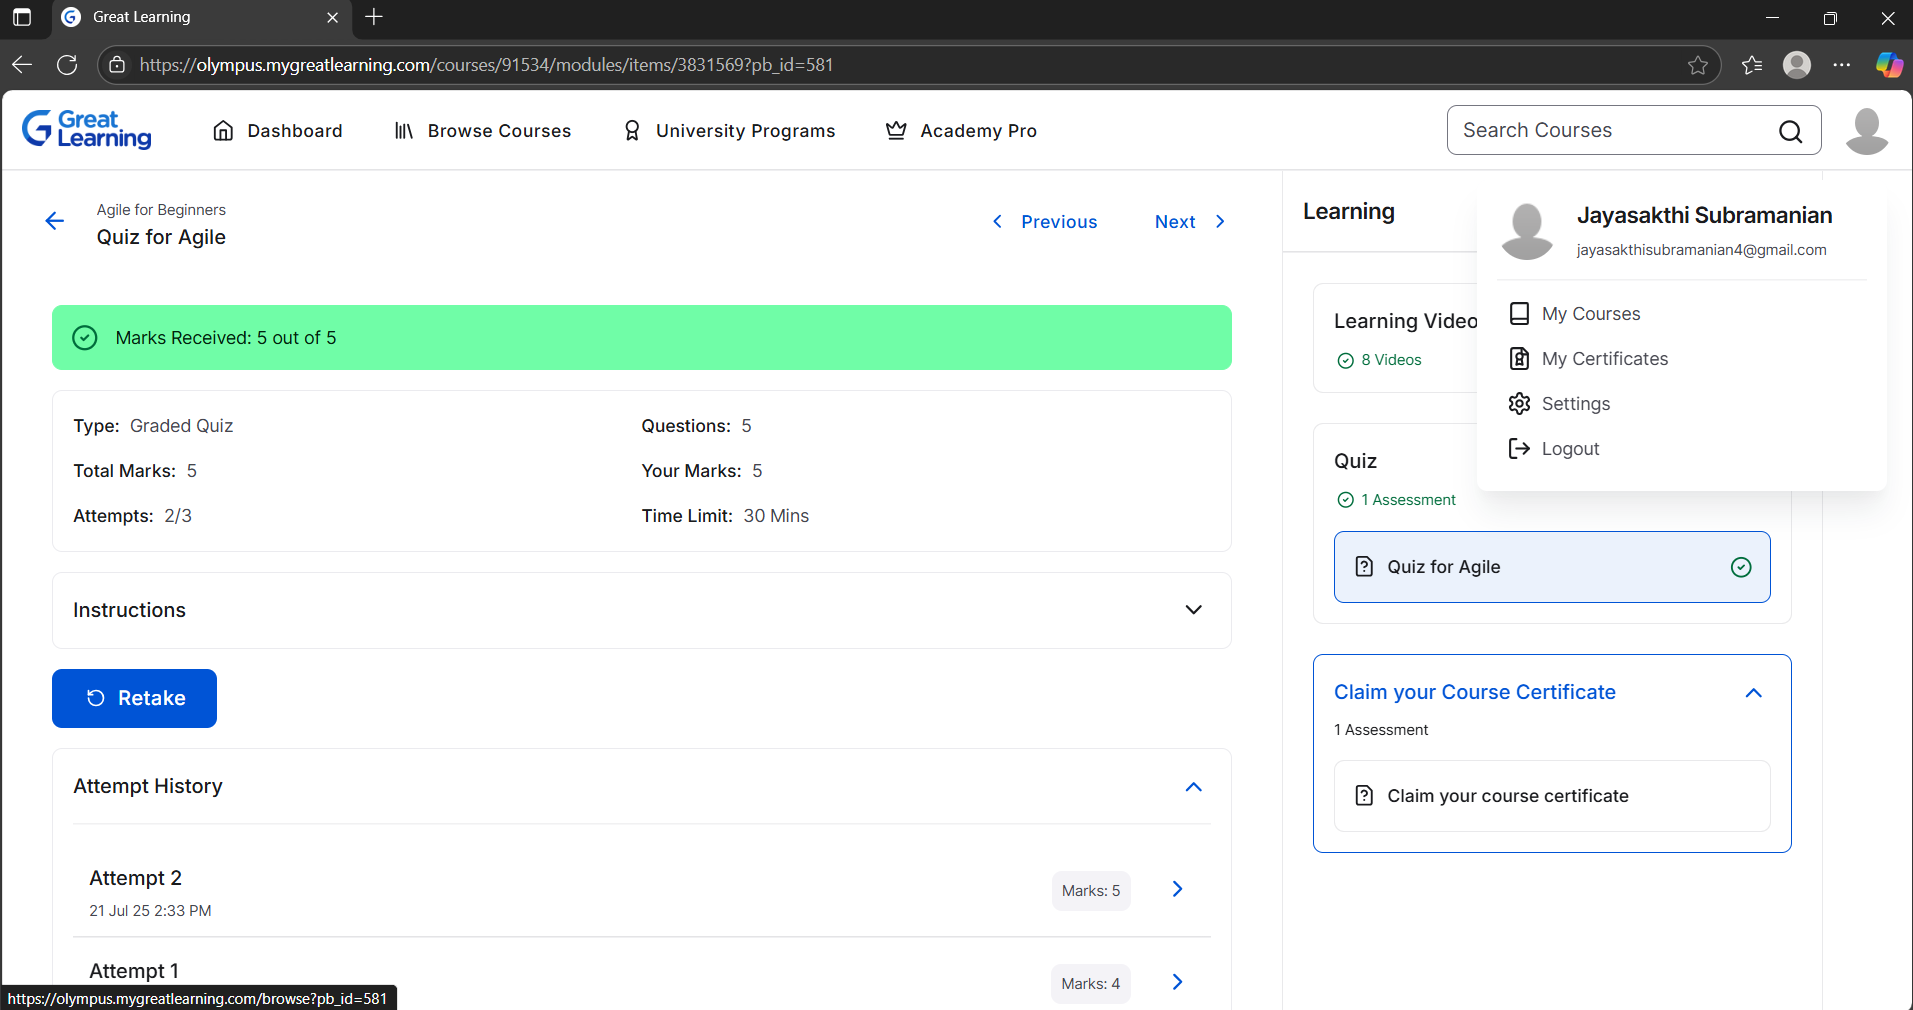 Great Learning
https://olympus.mygreatlearning.com/courses/91534/modules/items/3831569?pb_id=581
Great
Learning
Dashboard
Browse Courses
University Programs
Academy Pro
Search Courses
Agile for Beginners
Quiz for Agile
Previous
Next
Marks Received: 5 out of 5
Type: Graded Quiz
Questions: 5
Total Marks: 5
Your Marks: 5
Attempts: 2/3
Time Limit: 30 Mins
Instructions
Retake
Attempt History
Attempt 2
21 Jul 25 2:33 PM
Marks: 5
Attempt 1
Marks: 4
https://olympus.mygreatlearning.com/browse?pb_id=581
Learning
Learning Video
8 Videos
Quiz
1 Assessment
Quiz for Agile
Claim your Course Certificate
1 Assessment
Claim your course certificate
Jayasakthi Subramanian
jayasakthisubramanian4@gmail.com
My Courses
My Certificates
Settings
Logout